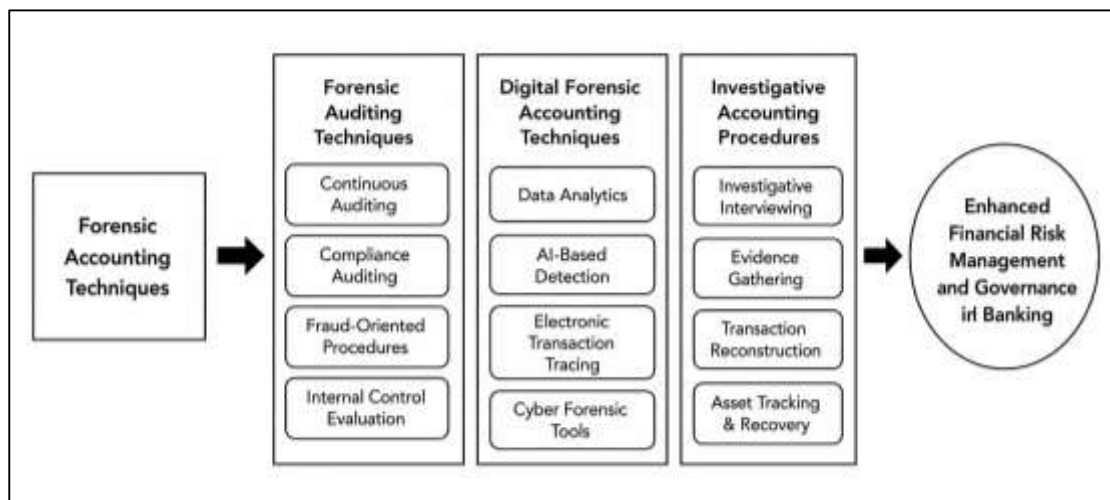 Forensic
Accounting
Techniques
Forensic
Auditing
Techniques
Continuous
Auditing
Compliance
Auditing
Fraud-Oriented
Procedures
Internal Control
Evaluation
Digital Forensic
Accounting
Techniques
Data Analytics
AI-Based
Detection
Electronic
Transaction
Tracing
Cyber Forensic
Tools
Investigative
Accounting
Procedures
Investigative
Interviewing
Evidence
Gathering
Transaction
Reconstruction
Asset Tracking
& Recovery
Enhanced
Financial Risk
Management
and Governance
irl Banking